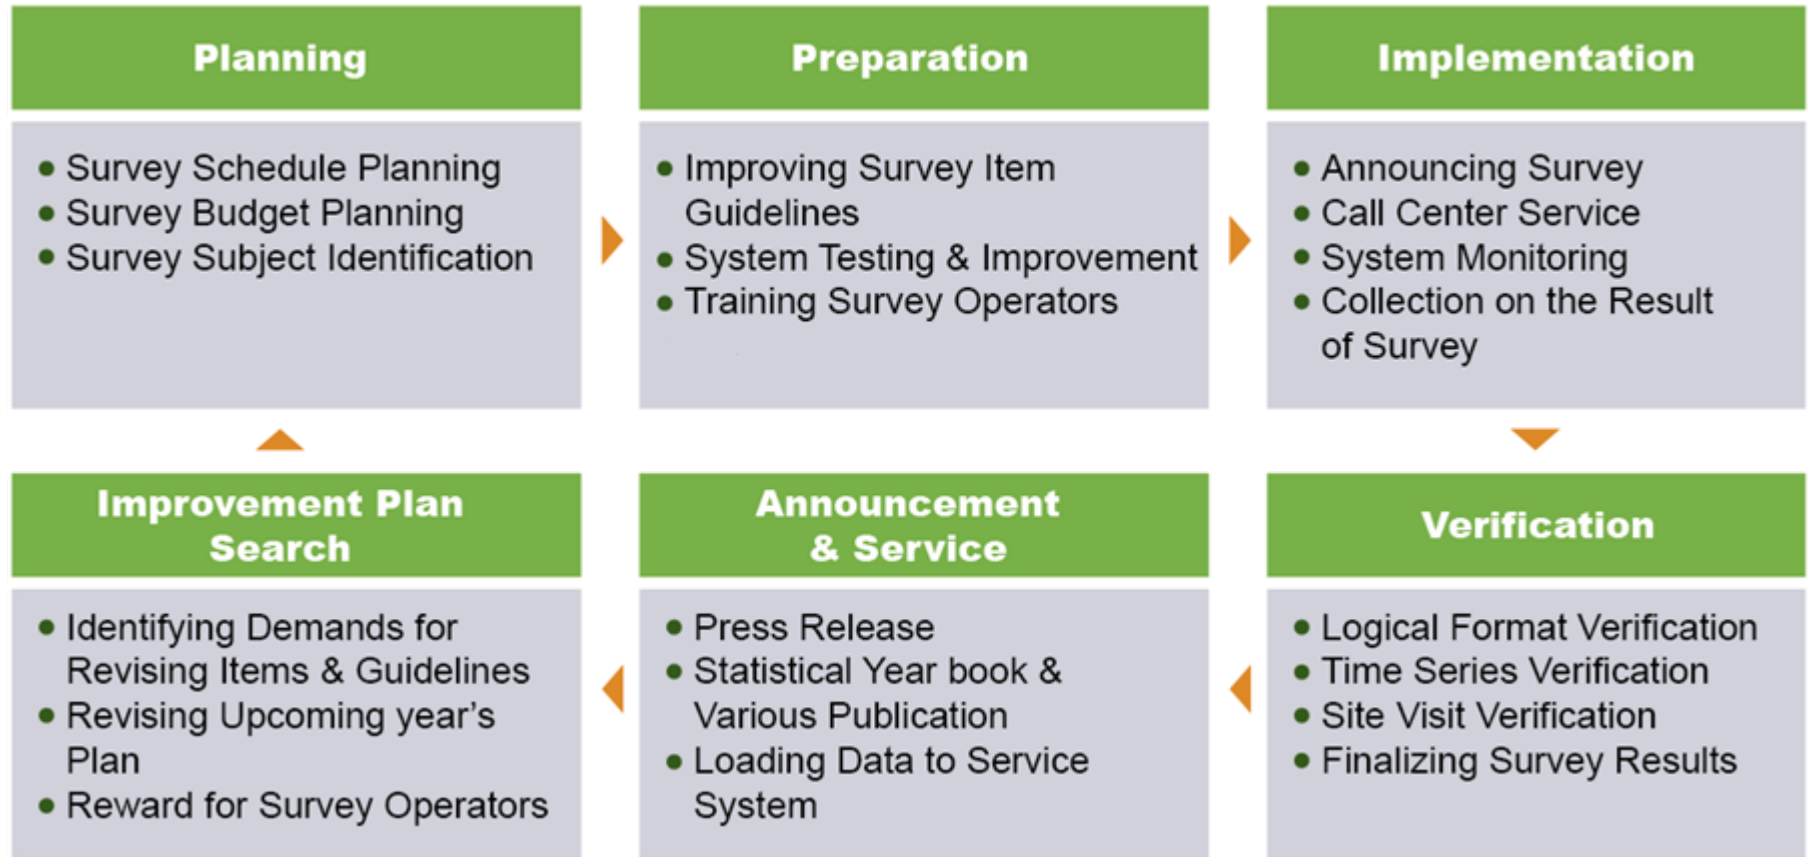 Planning
• Survey Schedule Planning
• Survey Budget Planning
• Survey Subject Identification
Preparation
• Improving Survey Item
Guidelines
• System Testing & Improvement
• Training Survey Operators
Implementation
• Announcing Survey
• Call Center Service
• System Monitoring
• Collection on the Result
of Survey
Verification
• Logical Format Verification
• Time Series Verification
• Site Visit Verification
• Finalizing Survey Results
Announcement
& Service
• Press Release
• Statistical Year book &
Various Publication
• Loading Data to Service
System
Improvement Plan
Search
• Identifying Demands for
Revising Items & Guidelines
• Revising Upcoming year’s
Plan
• Reward for Survey Operators